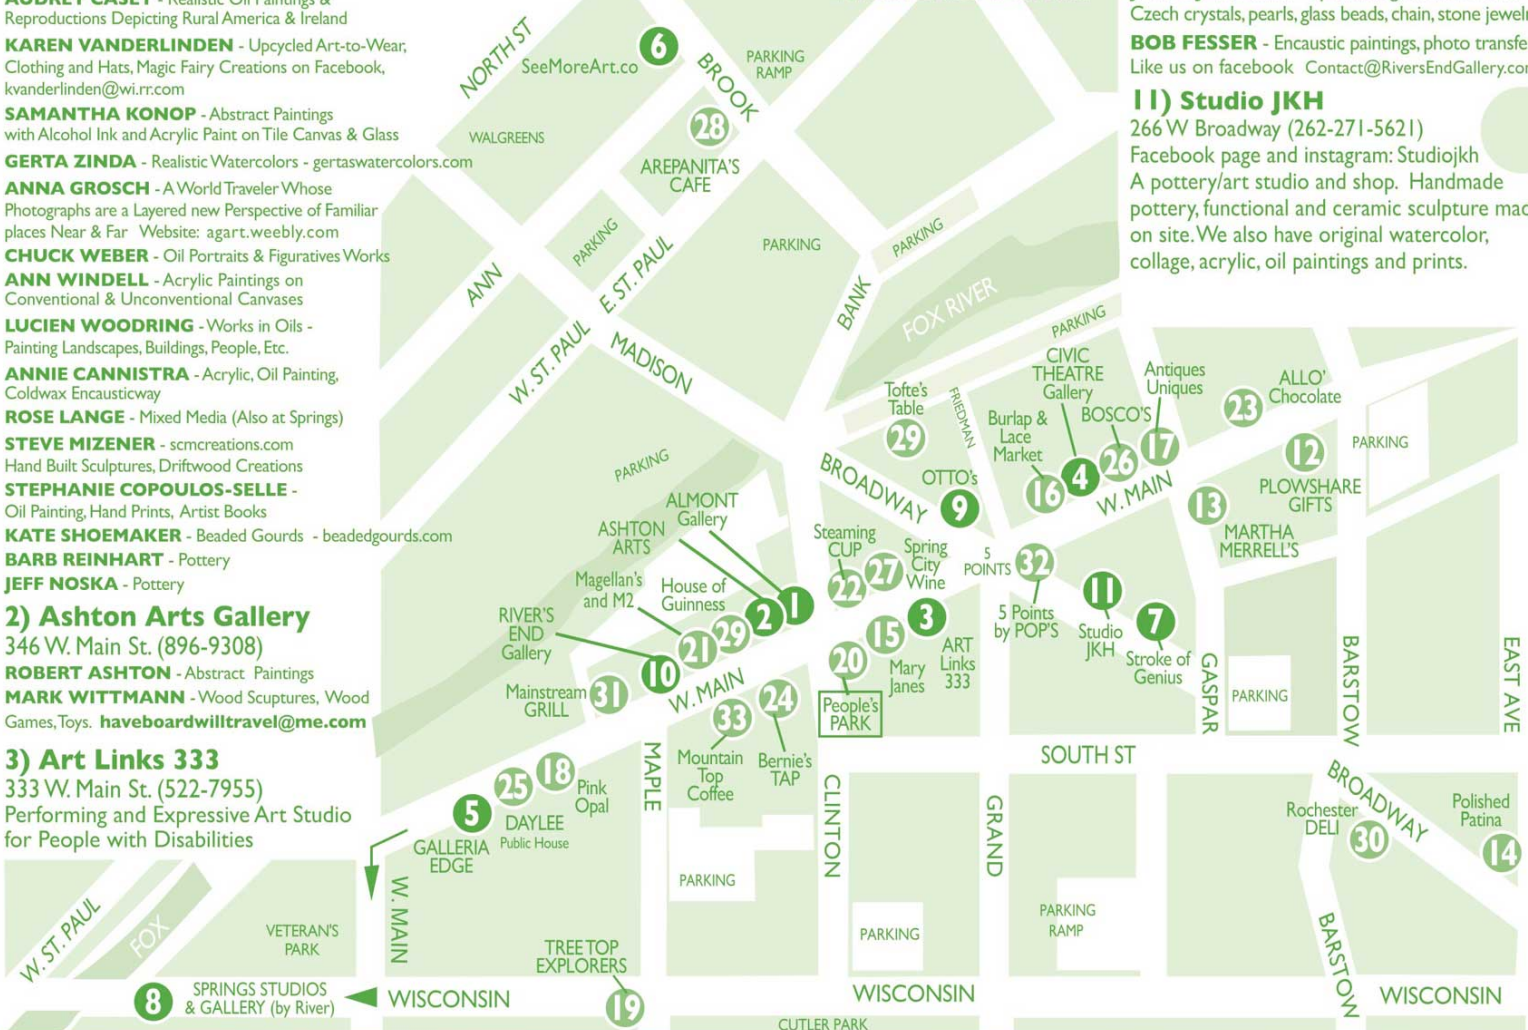 Reproductions Depicting Rural America & Ireland
KAREN VANDERLINDEN - Upcycled Art-to-Wear,
Clothing and Hats, Magic Fairy Creations on Facebook,
kvanderlinden@wi.rr.com
SAMANTHA KONOP - Abstract Paintings
with Alcohol Ink and Acrylic Paint on Tile Canvas & Glass
GERTA ZINDA - Realistic Watercolors - gertaswatercolors.com
ANNA GROSCH - A World Traveler Whose
Photographs are a Layered new Perspective of Familiar
places Near & Far Website: agart.weebly.com
CHUCK WEBER - Oil Portraits & Figuratives Works
ANN WINDELL - Acrylic Paintings on
Conventional & Unconventional Canvases
LUCIEN WOODRING - Works in Oils -
Painting Landscapes, Buildings, People, Etc.
ANNIE CANNISTRA - Acrylic, Oil Painting,
Coldwax Encausticway
ROSE LANGE - Mixed Media (Also at Springs)
STEVE MIZENER - scmcreations.com
Hand Built Sculptures, Driftwood Creations
STEPHANIE COPOULOS-SELLE -
Oil Painting, Hand Prints, Artist Books
KATE SHOEMAKER - Beaded Gourds - beadedgourds.com
BARB REINHART - Pottery
JEFF NOSKA - Pottery
2) Ashton Arts Gallery
346 W. Main St. (896-9308)
ROBERT ASHTON - Abstract Paintings
MARK WITTMANN - Wood Scuptures, Wood
Games, Toys. haveboardwilltravel@me.com
3) Art Links 333
333 W. Main St. (522-7955)
Performing and Expressive Art Studio
for People with Disabilities
Czech crystals, pearls, glass beads, chain, stone
BOB FESSER - Encaustic paintings, photo
Like us on facebook
11) Studio JKH
266 W Broadway (262-271-5621)
Facebook page and instagram: Studiojkh
A pottery/art studio and shop. Handmade
pottery, functional and ceramic sculpture
on site. We also have original watercolor,
collage, acrylic, oil paintings and prints.
NORTH ST
SeeMoreArt.co
6
BROOK
PARKING
RAMP
WALGREENS
28
AREPANITA'S
CAFE
PARKING
E. ST. PAUL
PARKING
PARKING
ANN
W. ST. PAUL
MADISON
BANK
FOX RIVER
PARKING
Tofte's
Table
29
FRIEDMAN
CIVIC
THEATRE
Gallery
4
Burlap &
Lace
Market
16
BOSCO'S
26
Antiques
Uniques
17
23
ALLO'
Chocolate
12
PLOWSHARE
GIFTS
PARKING
13
MARTHA
MERRELL'S
W. MAIN
PARKING
BROADWAY
OTTO's
9
ALMONT
Gallery
1
ASHTON
ARTS
2
Magellan's
and M2
21
House of
Guinness
29
RIVER'S
END
Gallery
10
Mainstream
GRILL
31
Steaming
CUP
22
27
Spring
City
Wine
5
POINTS
32
5 Points
by POP'S
11
Studio
JKH
7
Stroke of
Genius
3
ART
Links
333
15
Mary
Janes
20
People's
PARK
W. MAIN
33
Mountain
Top
Coffee
24
Bernie's
TAP
GASPAR
PARKING
BARSTOW
EAST AVE
SOUTH ST
MAPLE
CLINTON
GRAND
18
Pink
Opal
25
DAYLEE
Public House
5
GALLERIA
EDGE
BROADWAY
Rochester
DELI
30
Polished
Patina
14
W. ST. PAUL
FOX
VETERAN'S
PARK
W. MAIN
PARKING
PARKING
PARKING
RAMP
BARSTOW
TREE TOP
EXPLORERS
19
8
SPRINGS STUDIOS
& GALLERY (by River)
WISCONSIN
WISCONSIN
WISCONSIN
CUTLER PARK